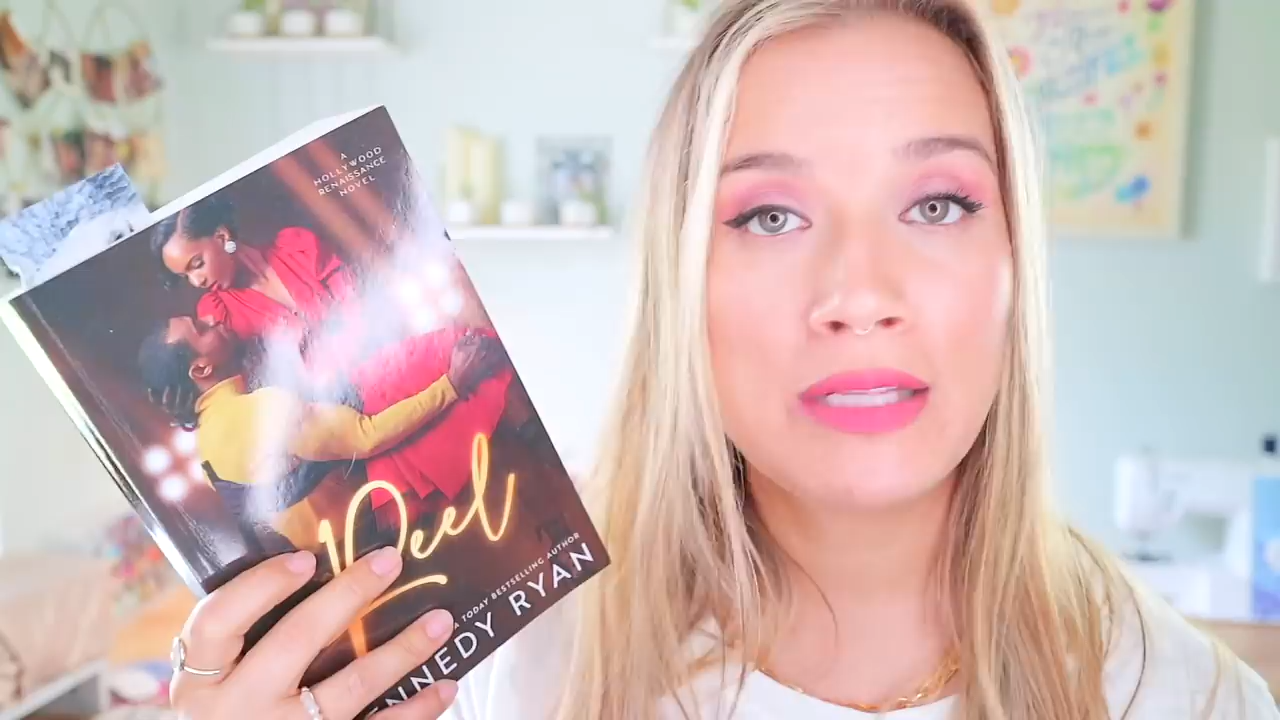 A
HOLLYWOOD
RENAISSANCE
NOVEL
Reel
A TODAY BESTSELLING AUTHOR
NNEDY RYAN